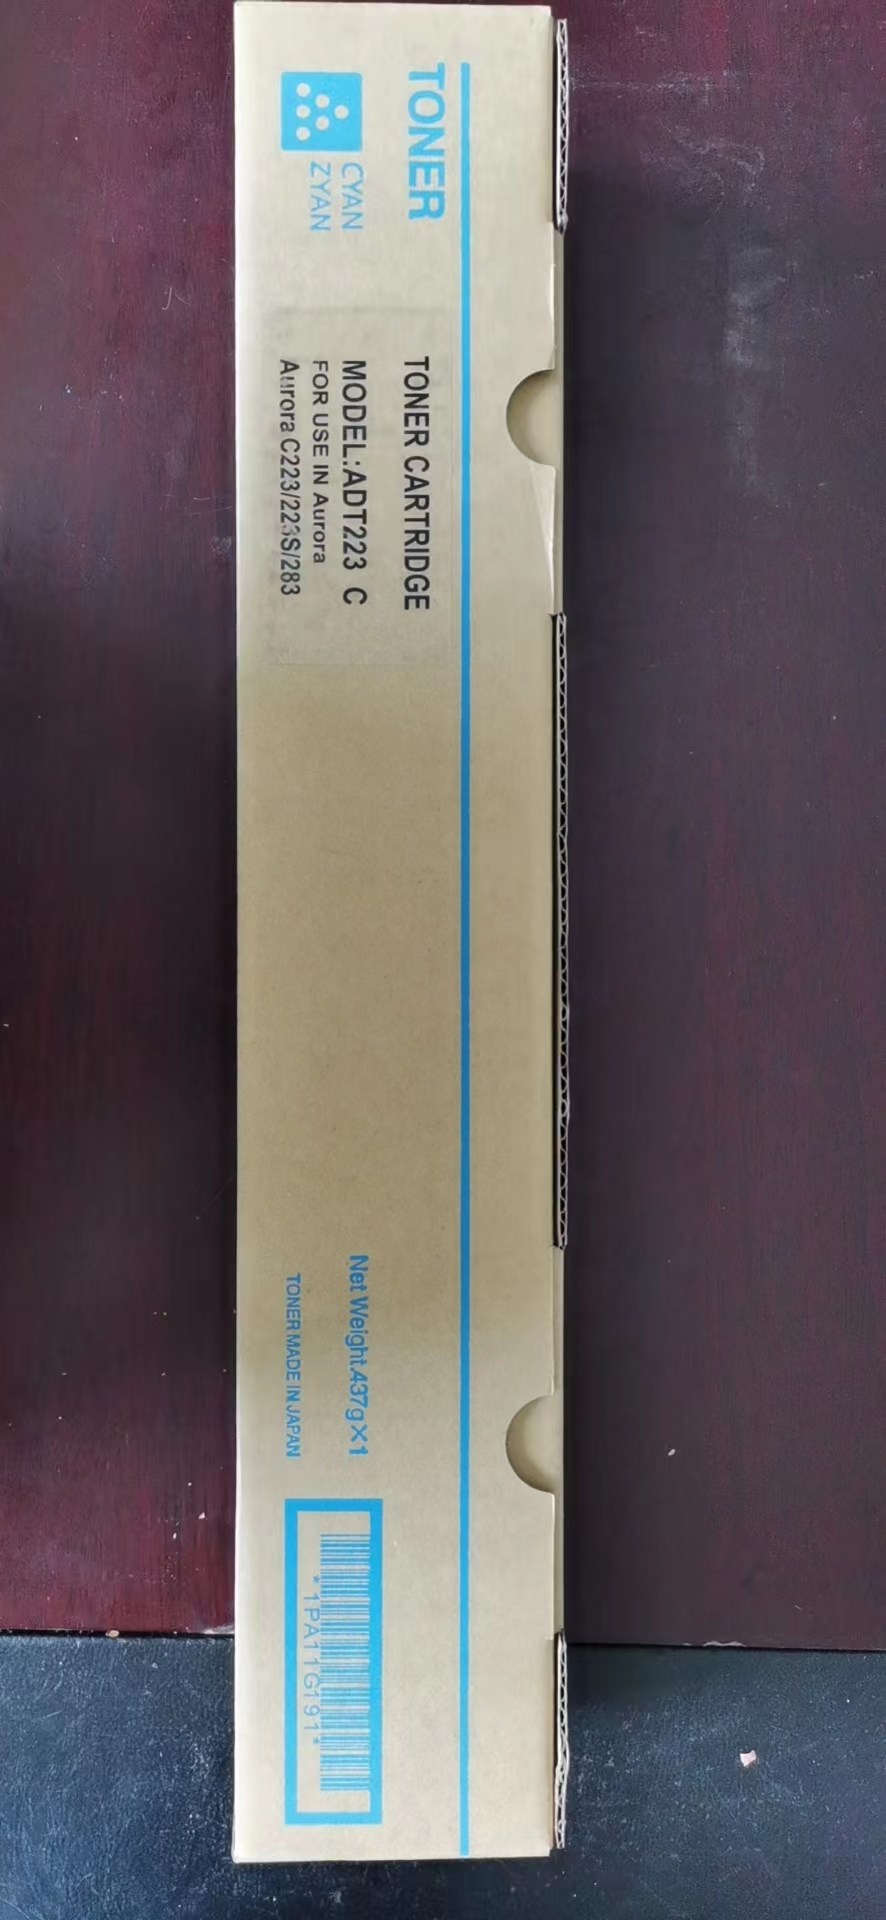 TONER
CYAN
ZYAN
TONER CARTRIDGE
MODEL:ADT223 C
FOR USE IN Aurora
Aurora C223/223S/283
Net Weight.437g×1
TONER MADE IN JAPAN
*1PA11G191*